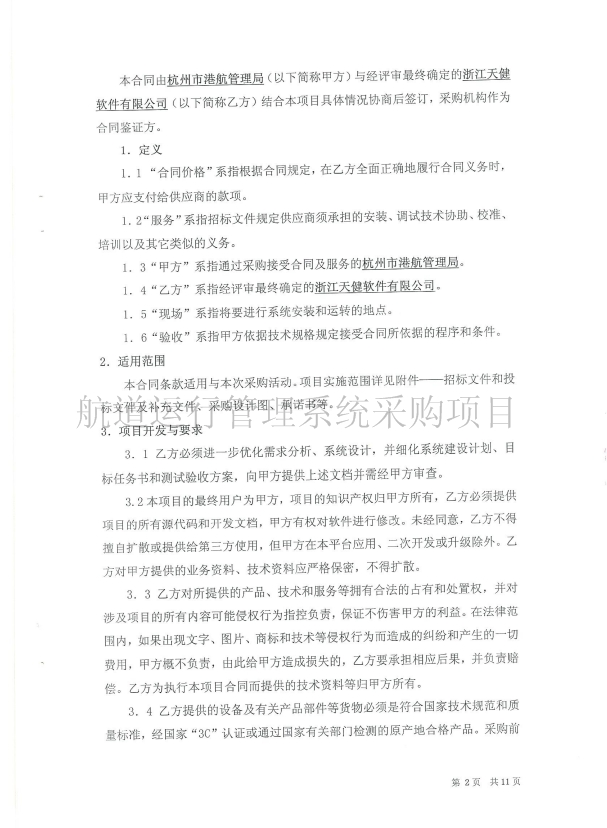 本合同由杭州市港航管理局（以下简称甲方）与经评审最终确定的浙江天健
软件有限公司（以下简称乙方）结合本项目具体情况协商后签订，采购机构作为
合同鉴证方。
1．定义
1．1 “合同价格”系指根据合同规定，在乙方全面正确地履行合同义务时，
甲方应支付给供应商的款项。
1．2“服务”系指招标文件规定供应商须承担的安装、调试技术协助、校准、
培训以及其它类似的义务。
1．3“甲方”系指通过采购接受合同及服务的杭州市港航管理局。
1．4“乙方”系指经评审最终确定的浙江天健软件有限公司。
1．5“现场”系指将要进行系统安装和运转的地点。
1．6“验收”系指甲方依据技术规格规定接受合同所依据的程序和条件。
2．适用范围
本合同条款适用与本次采购活动。项目实施范围详见附件——招标文件和投
标文件及补充文件、采购设计图、承诺书等。
航道运行管理系统采购项目
3．项目开发与要求
3．1 乙方必须进一步优化需求分析、系统设计，并细化系统建设计划、目
标任务书和测试验收方案，向甲方提供上述文档并需经甲方审查。
3.2 本项目的最终用户为甲方，项目的知识产权归甲方所有，乙方必须提供
项目的所有源代码和开发文档，甲方有权对软件进行修改。未经同意，乙方不得
擅自扩散或提供给第三方使用，但甲方在本平台应用、二次开发或升级除外。乙
方对甲方提供的业务资料、技术资料应严格保密，不得扩散。
3．3 乙方对所提供的产品、技术和服务等拥有合法的占有和处置权，并对
涉及项目的所有内容可能侵权行为指控负责，保证不伤害甲方的利益。在法律范
围内，如果出现文字、图片、商标和技术等侵权行为而造成的纠纷和产生的一切
费用，甲方概不负责，由此给甲方造成损失的，乙方要承担相应后果，并负责赔
偿。乙方为执行本项目合同而提供的技术资料等归甲方所有。
3．4 乙方提供的设备及有关产品部件等货物必须是符合国家技术规范和质
量标准，经国家“3C”认证或通过国家有关部门检测的原产地合格产品。采购前
第 2 页 共 11 页